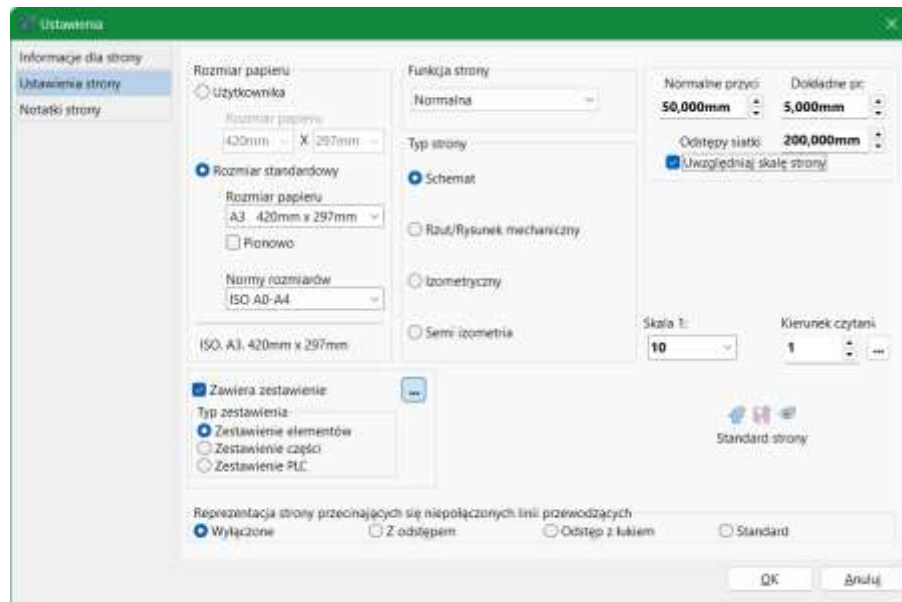 Ustawienia
Informacje dla strony
Ustawienia strony
Notatki strony
Rozmiar papieru
Użytkownika
Rozmiar papieru
420mm X 297mm
Rozmiar standardowy
Rozmiar papieru
A3 420mm x 297mm
Pionowo
Normy rozmiarów
ISO A0-A4
ISO. A3. 420mm x 297mm
Funkcja strony
Normalna
Typ strony
Schemat
Rzut/Rysunek mechaniczny
Izometryczny
Semi izometria
Normalne przyci Dokładne pr:
50,000mm 5,000mm
Odstępy siatki 200,000mm
Uwzględniaj skalę strony
Skala 1: Kierunek czytani
10 1 ...
Zawiera zestawienie ...
Typ zestawienia
Zestawienie elementów
Zestawienie części
Zestawienie PLC
Standard strony
Reprezentacja strony przecinających się niepołączonych linii przewodzących
Wyłączone Z odstępem Odstęp z łukiem Standard
OK Anuluj